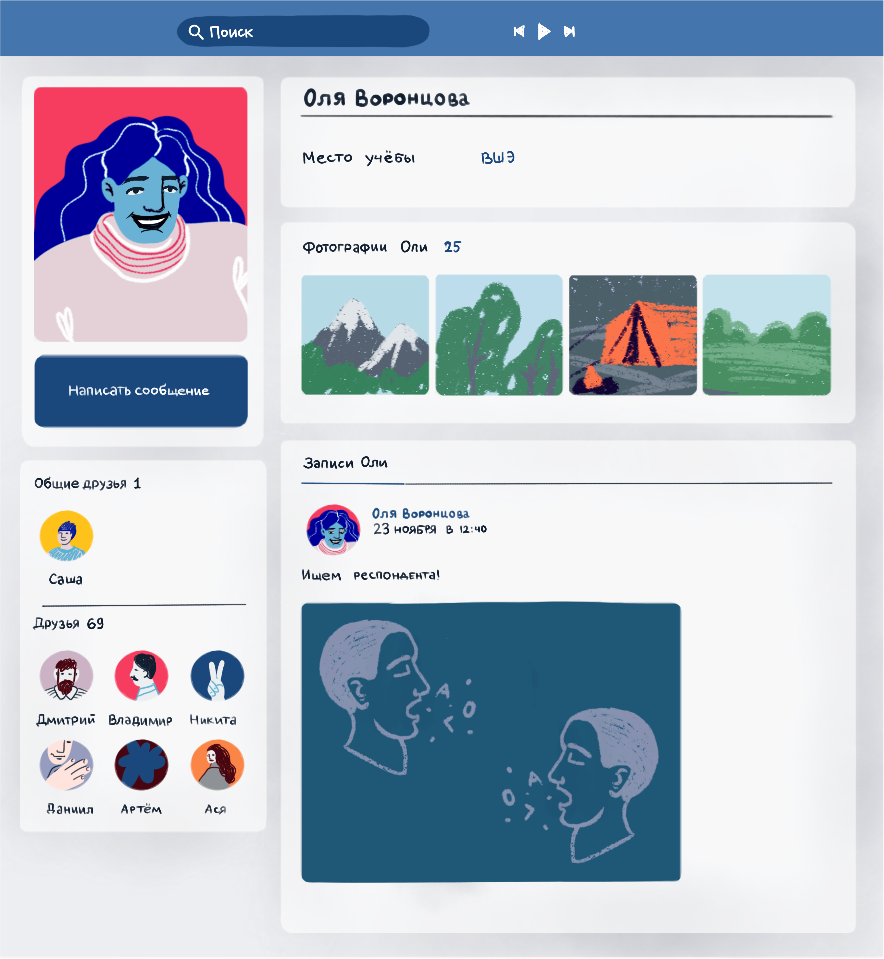 Поиск
Оля Воронцова
Место учёбы ВШЭ
Фотографии Оли 25
Написать сообщение
Общие друзья 1
Саша
Друзья 69
Дмитрий Владимир Никита
Даниил Артём Ася
Записи Оли
Оля Воронцова
23 ноября в 12:40
Ищем респондента!
А
О
А
О